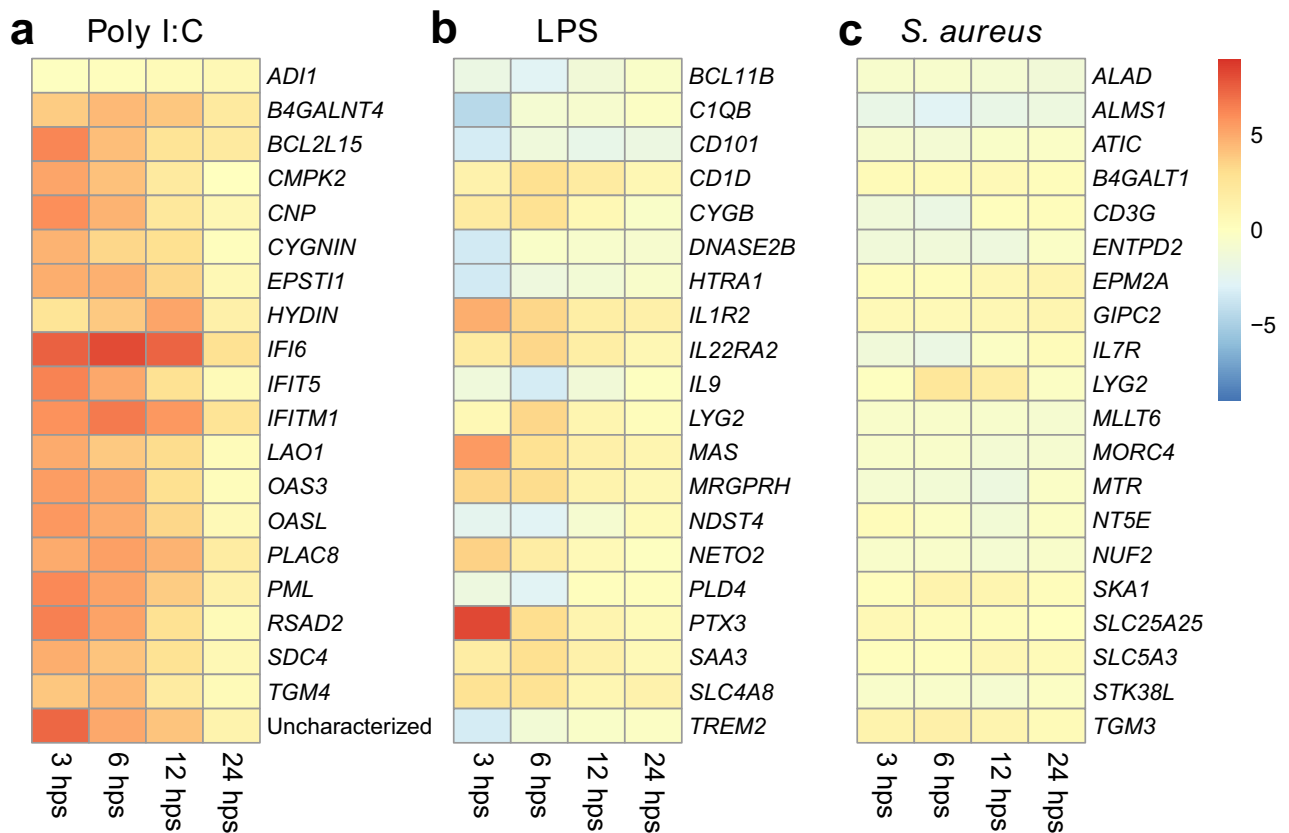 a Poly I:C
ADI1
B4GALNT4
BCL2L15
CMPK2
CNP
CYGNIN
EPSTI1
HYDIN
IFI6
IFIT5
IFITM1
LAO1
OAS3
OASL
PLAC8
PML
RSAD2
SDC4
TGM4
Uncharacterized
3 hps
6 hps
12 hps
24 hps
b LPS
BCL11B
C1QB
CD101
CD1D
CYGB
DNASE2B
HTRA1
IL1R2
IL22RA2
IL9
LYG2
MAS
MRGPRH
NDST4
NETO2
PLD4
PTX3
SAA3
SLC4A8
TREM2
3 hps
6 hps
12 hps
24 hps
c S. aureus
ALAD
ALMS1
ATIC
B4GALT1
CD3G
ENTPD2
EPM2A
GIPC2
IL7R
LYG2
MLLT6
MORC4
MTR
NT5E
NUF2
SKA1
SLC25A25
SLC5A3
STK38L
TGM3
3 hps
6 hps
12 hps
24 hps
5
0
−5